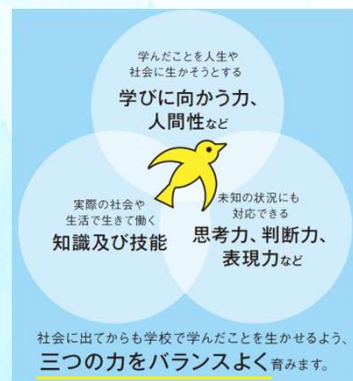 学んだことを人生や
社会に生かそうとする
学びに向かう力、
人間性など
実際の社会や
生活で生きて働く
知識及び技能
未知の状況にも
対応できる
思考力、判断力、
表現力など
社会に出てからも学校で学んだことを生かせるよう、
三つの力をバランスよく育みます。